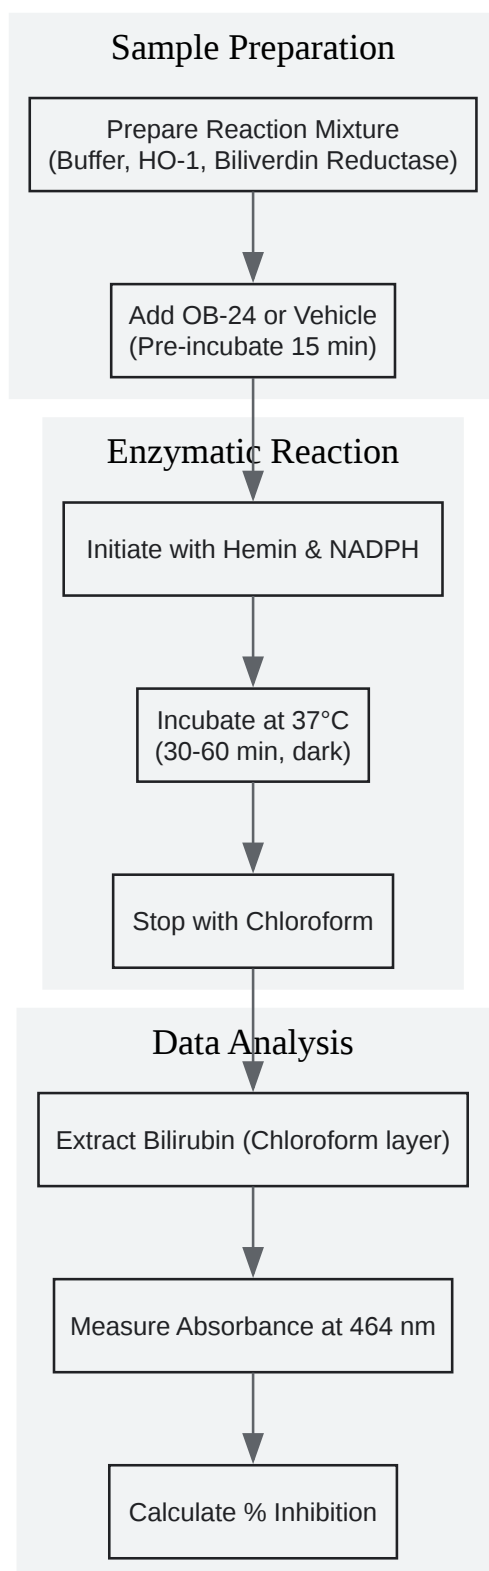 Sample Preparation
Prepare Reaction Mixture
(Buffer, HO-1, Biliverdin Reductase)
Add OB-24 or Vehicle
(Pre-incubate 15 min)
Enzymatic Reaction
Initiate with Hemin & NADPH
Incubate at 37°C
(30-60 min, dark)
Stop with Chloroform
Data Analysis
Extract Bilirubin (Chloroform layer)
Measure Absorbance at 464 nm
Calculate % Inhibition